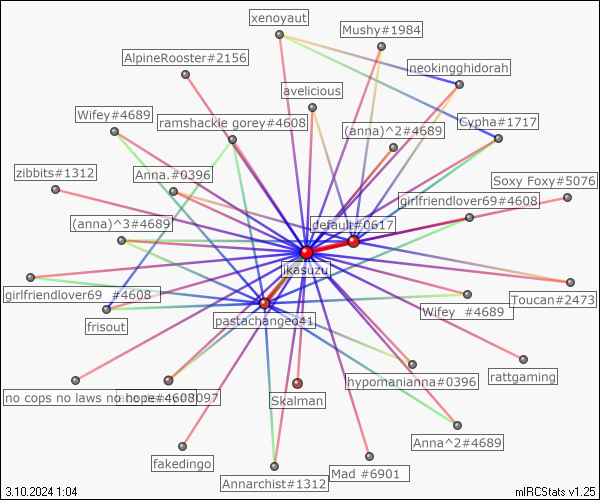 xenoyaut
Mushy#1984
AlpineRooster#2156
neokingghidorah
avelicious
Wifey#4689
ramshackle gorey#4608
(anna)^2#4689
Cypha#1717
zibbits#1312
Anna.#0396
Soxy Foxy#5076
girlfriendlover69#4608
(anna)^3#4689
default#0617
ikasuzu
girlfriendlover69_#4608
Toucan#2473
frisout
pastachange041
Wifey_#4689
no cops no laws no hope#4608
Skalman
hypomanianna#0396
rattgaming
Anna^2#4689
fakedingo
Annarchist#1312
Mad #6901
3.10.2024 1:04
mIRCStats v1.25